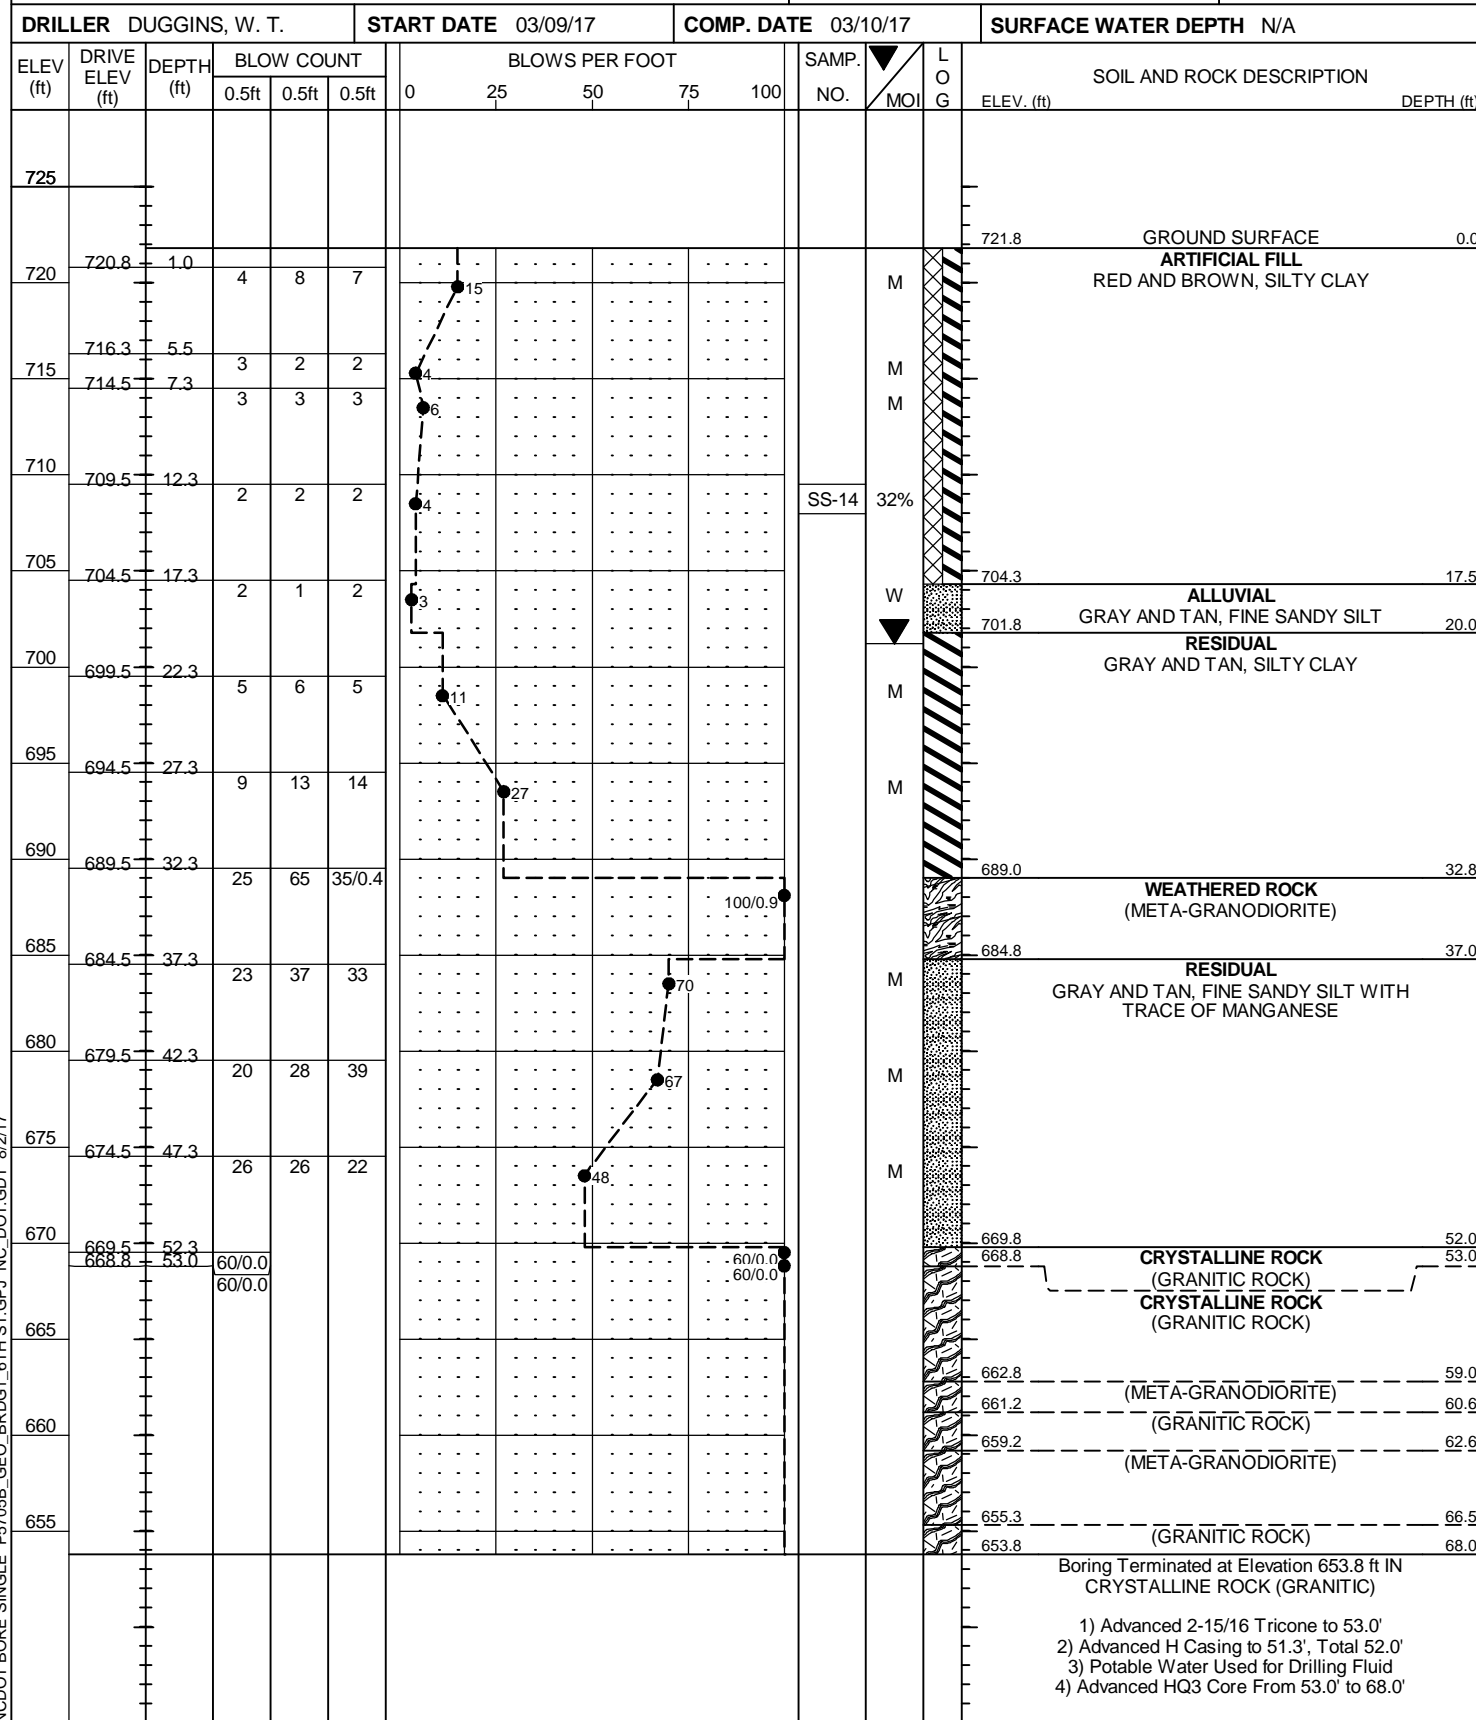 DRILLER DUGGINS, W. T. START DATE 03/09/17 COMP. DATE 03/10/17 SURFACE WATER DEPTH N/A
ELEV (ft) DRIVE ELEV (ft) DEPTH (ft) BLOW COUNT BLOWS PER FOOT SAMP. NO. MOI L O G SOIL AND ROCK DESCRIPTION
0.5ft 0.5ft 0.5ft 0 25 50 75 100 ELEV. (ft) DEPTH (ft)
725
721.8 GROUND SURFACE 0.0
ARTIFICIAL FILL
720.8 1.0
720 4 8 7 15 M RED AND BROWN, SILTY CLAY
716.3 5.5
715 3 2 2 4 M
714.5 7.3
3 3 3 6 M
710
709.5 12.3
2 2 2 4 SS-14 32%
705
704.5 17.3 704.3 17.5
2 1 2 3 W ALLUVIAL
GRAY AND TAN, FINE SANDY SILT
701.8 20.0
RESIDUAL
700 GRAY AND TAN, SILTY CLAY
699.5 22.3
5 6 5 11 M
695
694.5 27.3
9 13 14 27 M
690
689.5 32.3 689.0 32.8
25 65 35/0.4 100/0.9 WEATHERED ROCK
(META-GRANODIORITE)
685
684.5 37.3 684.8 37.0
23 37 33 70 M RESIDUAL
GRAY AND TAN, FINE SANDY SILT WITH
TRACE OF MANGANESE
680
679.5 42.3
20 28 39 67 M
675
674.5 47.3
26 26 22 48 M
670 669.8 52.0
669.5 52.3 60/0.0 60/0.0 CRYSTALLINE ROCK
668.8 53.0 60/0.0 60/0.0 668.8 53.0
(GRANITIC ROCK)
CRYSTALLINE ROCK
(GRANITIC ROCK)
665
662.8 59.0
(META-GRANODIORITE)
661.2 60.6
660 (GRANITIC ROCK)
659.2 62.6
(META-GRANODIORITE)
655 655.3 66.5
(GRANITIC ROCK)
653.8 68.0
Boring Terminated at Elevation 653.8 ft IN
CRYSTALLINE ROCK (GRANITIC)
1) Advanced 2-15/16 Tricone to 53.0'
2) Advanced H Casing to 51.3', Total 52.0'
3) Potable Water Used for Drilling Fluid
4) Advanced HQ3 Core From 53.0' to 68.0'
NCDOT BORE SINGLE P5705B_GEO_BRDG1_6TH ST.GPJ NC_DOT.GDT 8/2/17